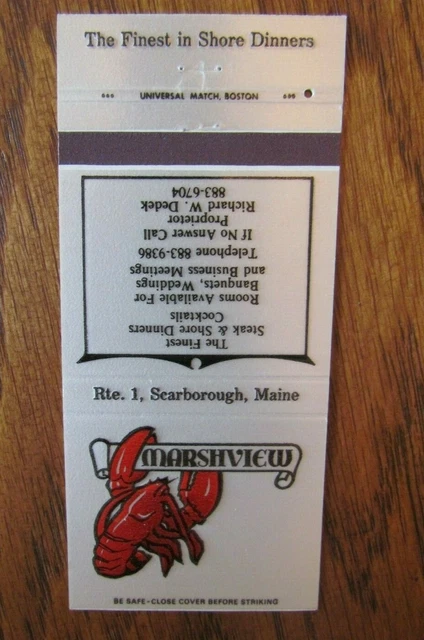 The Finest in Shore Dinners
UNIVERSAL MATCH, BOSTON
The Finest
Steak & Shore Dinners
Cocktails
Rooms Available For
Banquets, Weddings
and Business Meetings
Telephone 883-9386
If No Answer Call
Proprietor
Richard W. Dedek
883-6704
Rte. 1, Scarborough, Maine
MARSHVIEW
BE SAFE-CLOSE COVER BEFORE STRIKING